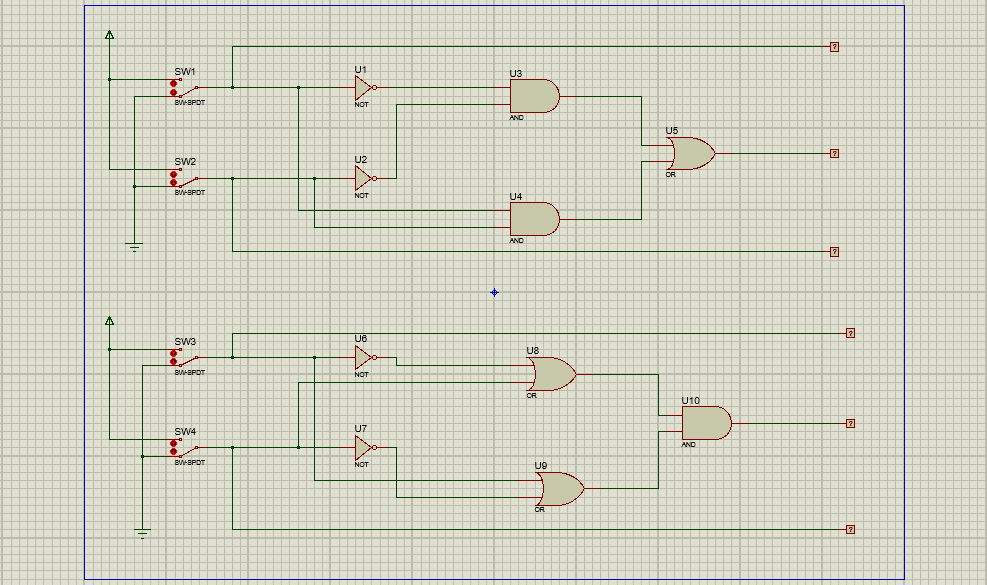 ?
SW1
SW-SPDT
U1
NOT
U3
AND
U5
OR
?
SW2
SW-SPDT
U2
NOT
U4
AND
?
?
SW3
SW-SPDT
U6
NOT
U8
OR
U10
AND
?
SW4
SW-SPDT
U7
NOT
U9
OR
?